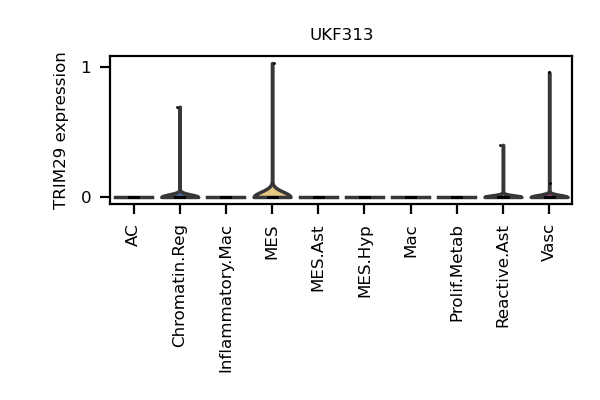 UKF313
TRIM29 expression
1
0
AC
Chromatin.Reg
Inflammatory.Mac
MES
MES.Ast
MES.Hyp
Mac
Prolif.Metab
Reactive.Ast
Vasc